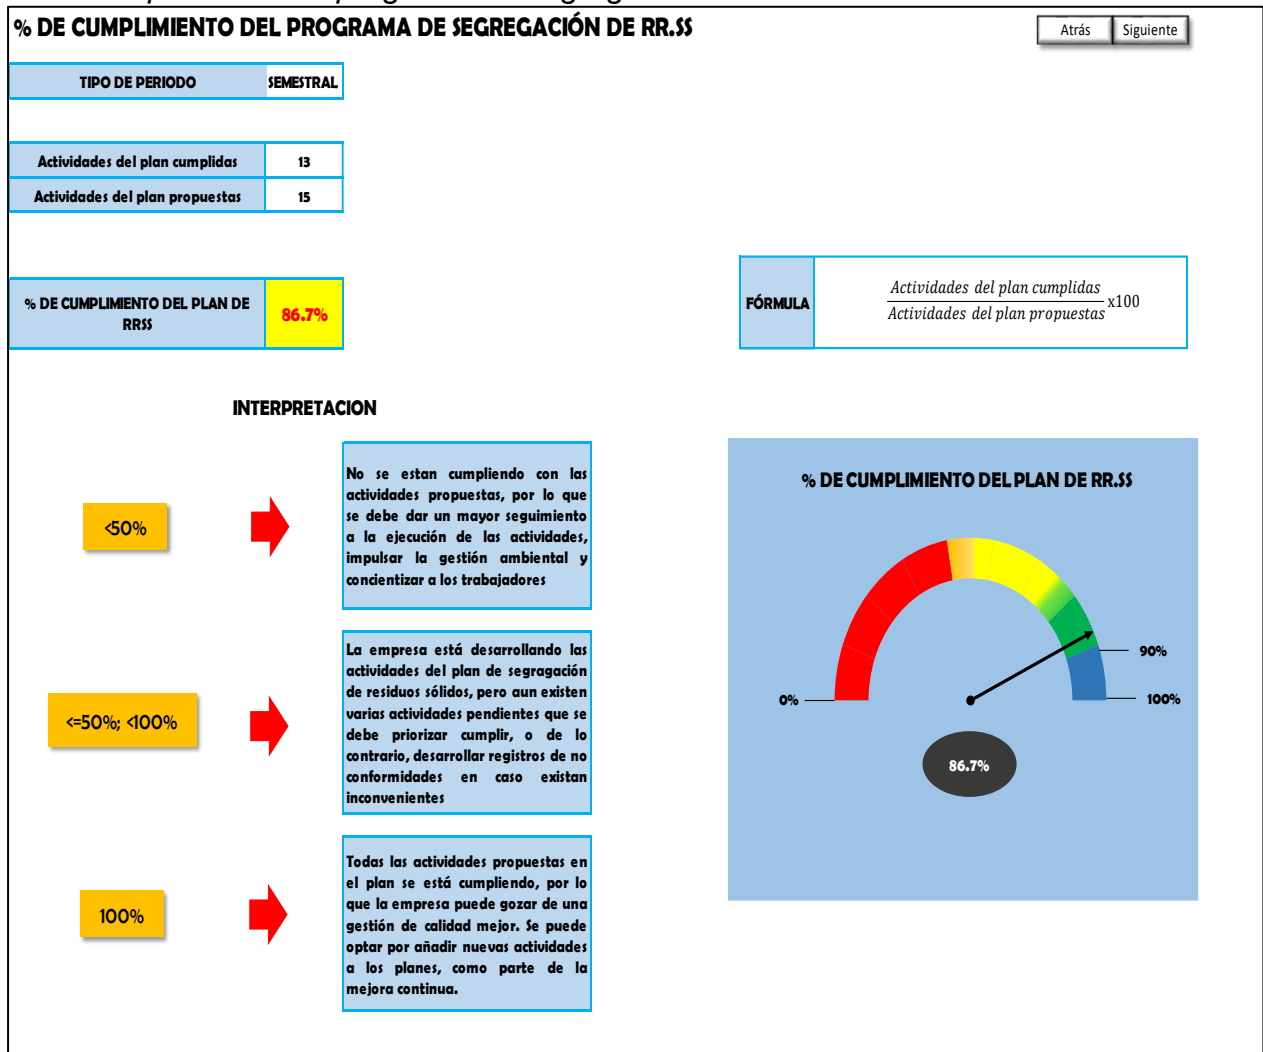 % DE CUMPLIMIENTO DEL PROGRAMA DE SEGREGACIÓN DE RR.SS
Atrás
Siguiente
TIPO DE PERIODO SEMESTRAL
Actividades del plan cumplidas 13
Actividades del plan propuestas 15
% DE CUMPLIMIENTO DEL PLAN DE
RRSS
86.7%
FÓRMULA
Actividades del plan cumplidas
Actividades del plan propuestas
x100
INTERPRETACION
<50%
No se estan cumpliendo con las
actividades propuestas, por lo que
se debe dar un mayor seguimiento
a la ejecución de las actividades,
impulsar la gestión ambiental y
concientizar a los trabajadores
<=50%; <100%
La empresa está desarrollando las
actividades del plan de segragación
de residuos sólidos, pero aun existen
varias actividades pendientes que se
debe priorizar cumplir, o de lo
contrario, desarrollar registros de no
conformidades en caso existan
inconvenientes
100%
Todas las actividades propuestas en
el plan se está cumpliendo, por lo
que la empresa puede gozar de una
gestión de calidad mejor. Se puede
optar por añadir nuevas actividades
a los planes, como parte de la
mejora continua.
% DE CUMPLIMIENTO DEL PLAN DE RR.SS
90%
0%
100%
86.7%